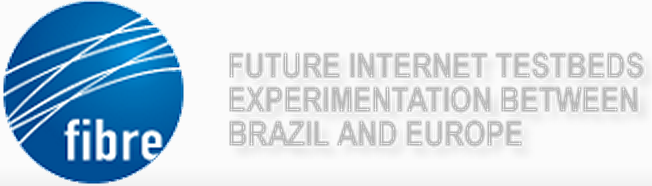 fibre
FUTURE INTERNET TESTBEDS
EXPERIMENTATION BETWEEN
BRAZIL AND EUROPE